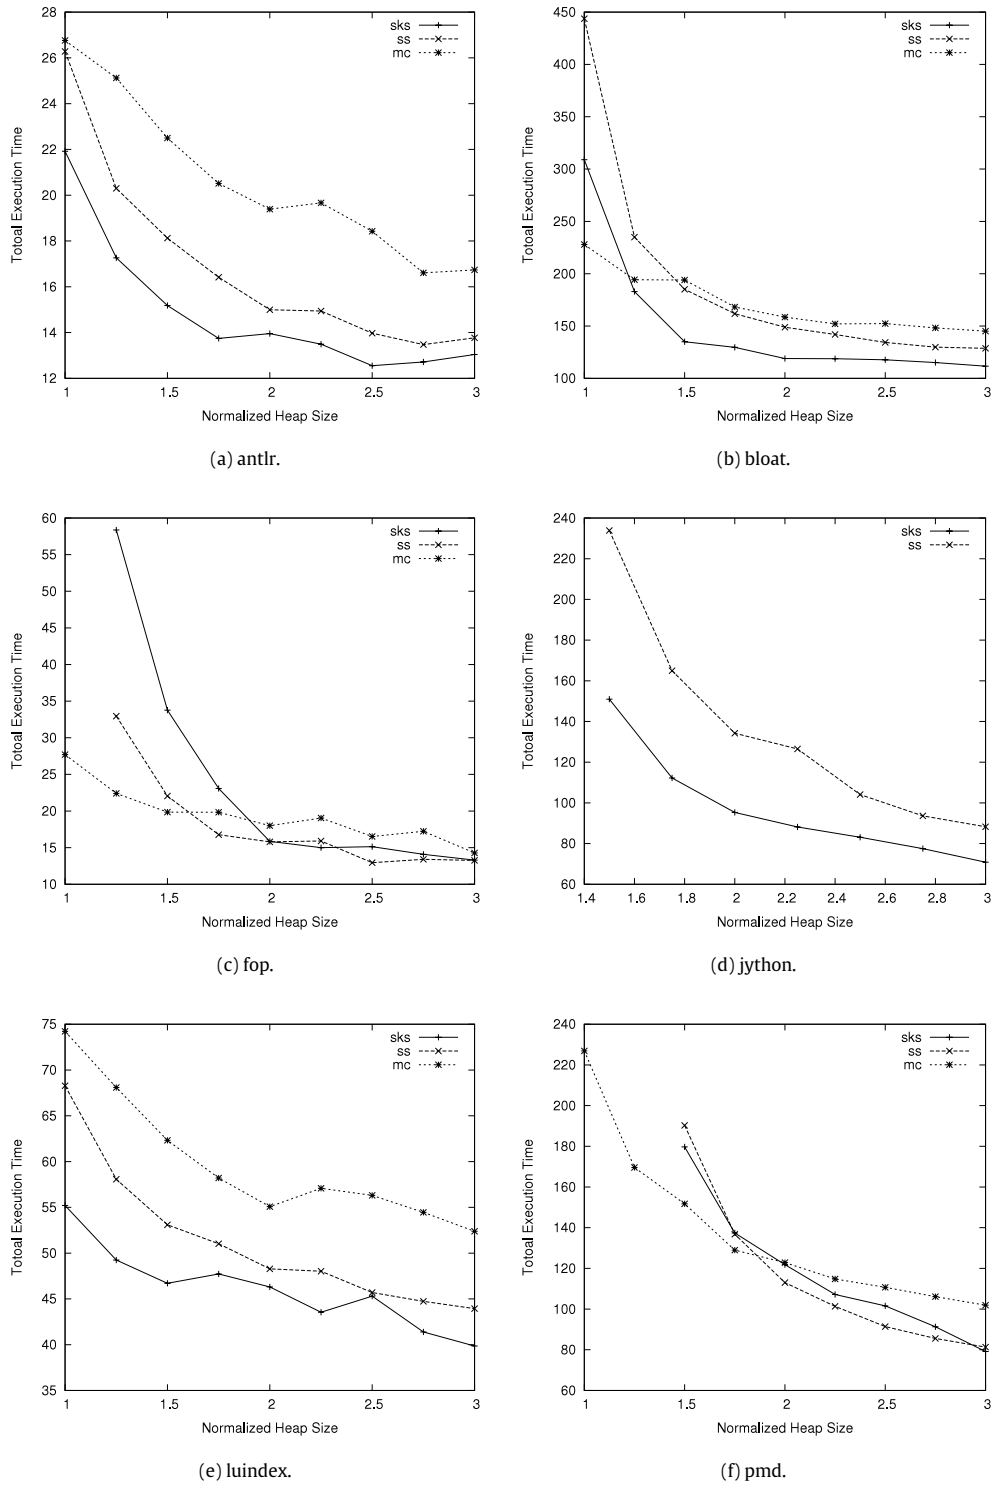 28
26
24
22
20
18
16
14
12
Totoal Execution Time
sks
ss
mc
1
1.5
2
2.5
3
Normalized Heap Size
(a) antlr.
450
400
350
300
250
200
150
100
Totoal Execution Time
sks
ss
mc
1
1.5
2
2.5
3
Normalized Heap Size
(b) bloat.
60
55
50
45
40
35
30
25
20
15
10
Totoal Execution Time
sks
ss
mc
1
1.5
2
2.5
3
Normalized Heap Size
(c) fop.
240
220
200
180
160
140
120
100
80
60
Totoal Execution Time
sks
ss
1.4
1.6
1.8
2
2.2
2.4
2.6
2.8
3
Normalized Heap Size
(d) jython.
75
70
65
60
55
50
45
40
35
Totoal Execution Time
sks
ss
mc
1
1.5
2
2.5
3
Normalized Heap Size
(e) luindex.
240
220
200
180
160
140
120
100
80
60
Totoal Execution Time
sks
ss
mc
1
1.5
2
2.5
3
Normalized Heap Size
(f) pmd.